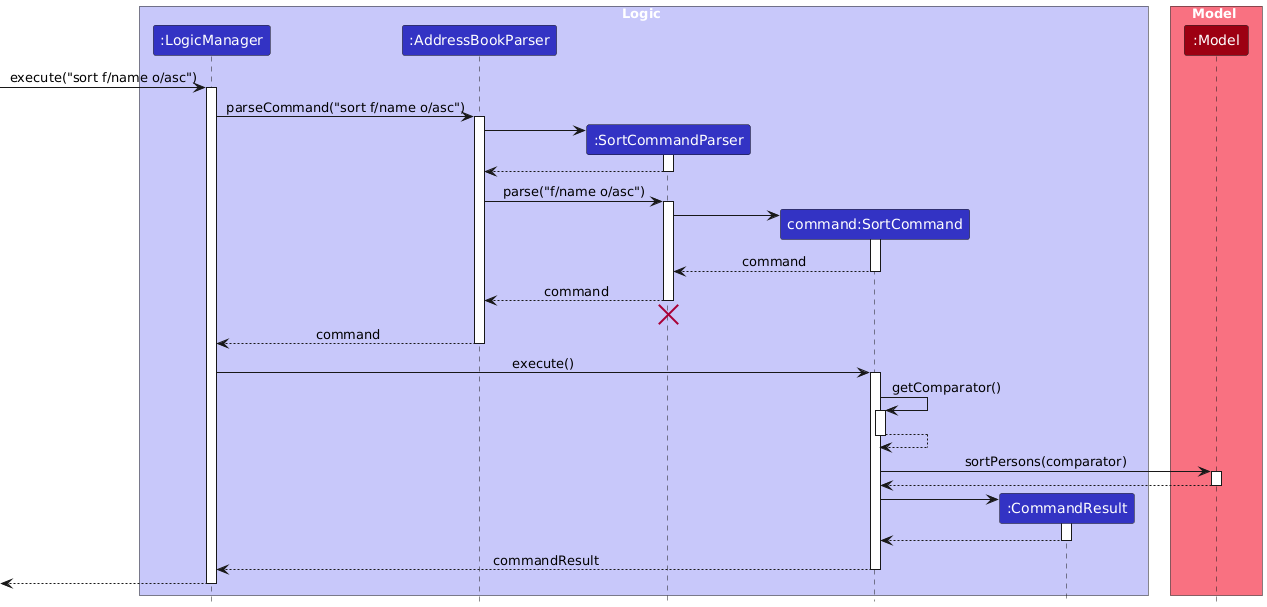 Logic
Model
:LogicManager
:AddressBookParser
:Model
execute("sort f/name o/asc")
parseCommand("sort f/name o/asc")
:SortCommandParser
parse("f/name o/asc")
command:SortCommand
command
command
command
execute()
getComparator()
sortPersons(comparator)
:CommandResult
commandResult